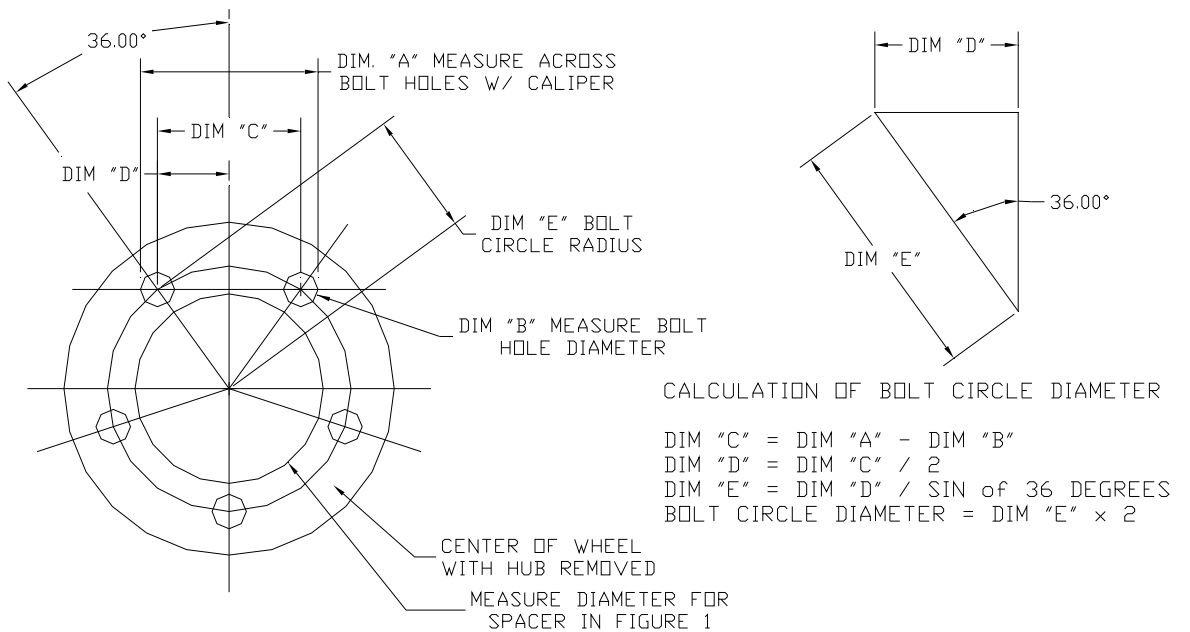 36.00°
DIM. "A" MEASURE ACROSS
BOLT HOLES W/ CALIPER
DIM "C"
DIM "D"
DIM "E" BOLT
CIRCLE RADIUS
DIM "B" MEASURE BOLT
HOLE DIAMETER
CENTER OF WHEEL
WITH HUB REMOVED
MEASURE DIAMETER FOR
SPACER IN FIGURE 1
DIM "D"
36.00°
DIM "E"
CALCULATION OF BOLT CIRCLE DIAMETER
DIM "C" = DIM "A" - DIM "B"
DIM "D" = DIM "C" / 2
DIM "E" = DIM "D" / SIN of 36 DEGREES
BOLT CIRCLE DIAMETER = DIM "E" x 2